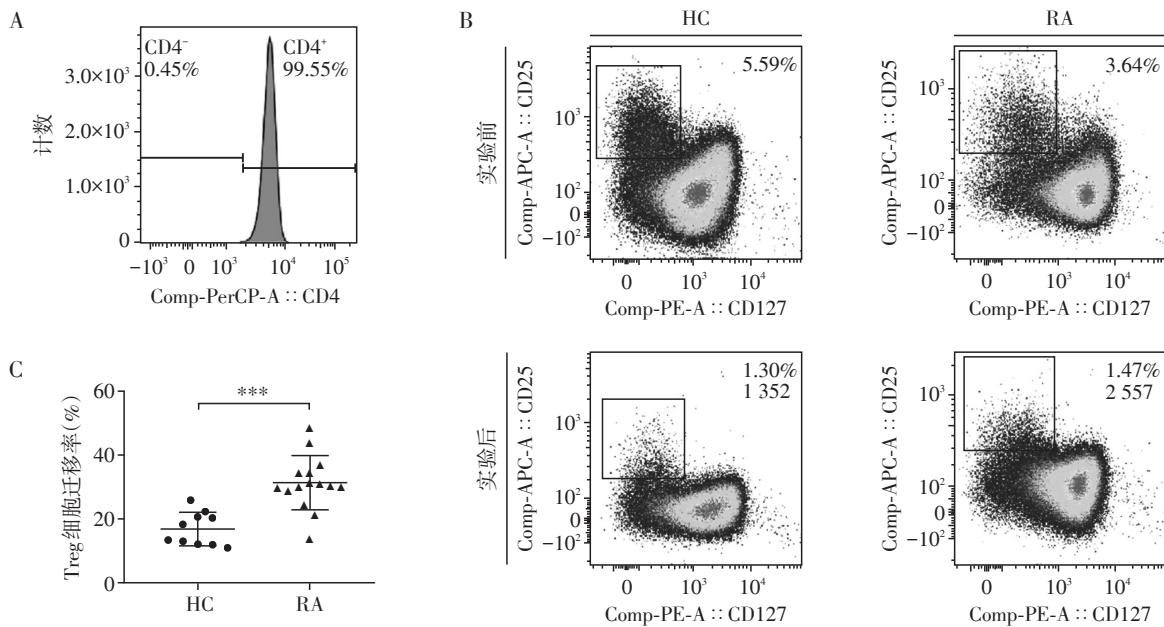 A
CD4⁻
0.45%
CD4⁺
99.55%
计数
3.0×10³
2.0×10³
1.0×10³
0
−10³ 0 10³ 10⁴ 10⁵
Comp-PerCP-A :: CD4
B
HC
RA
实验前
5.59%
Comp-APC-A :: CD25
10³
10²
0
−10²
0 10³ 10⁴
Comp-PE-A :: CD127
3.64%
Comp-APC-A :: CD25
10³
10²
0
−10²
0 10³ 10⁴
Comp-PE-A :: CD127
实验后
1.30%
1 352
Comp-APC-A :: CD25
10³
10²
0
−10²
0 10³ 10⁴
Comp-PE-A :: CD127
1.47%
2 557
Comp-APC-A :: CD25
10³
10²
0
−10²
0 10³ 10⁴
Comp-PE-A :: CD127
C
Treg 细胞迁移率(%)
60
40
20
0
***
HC RA